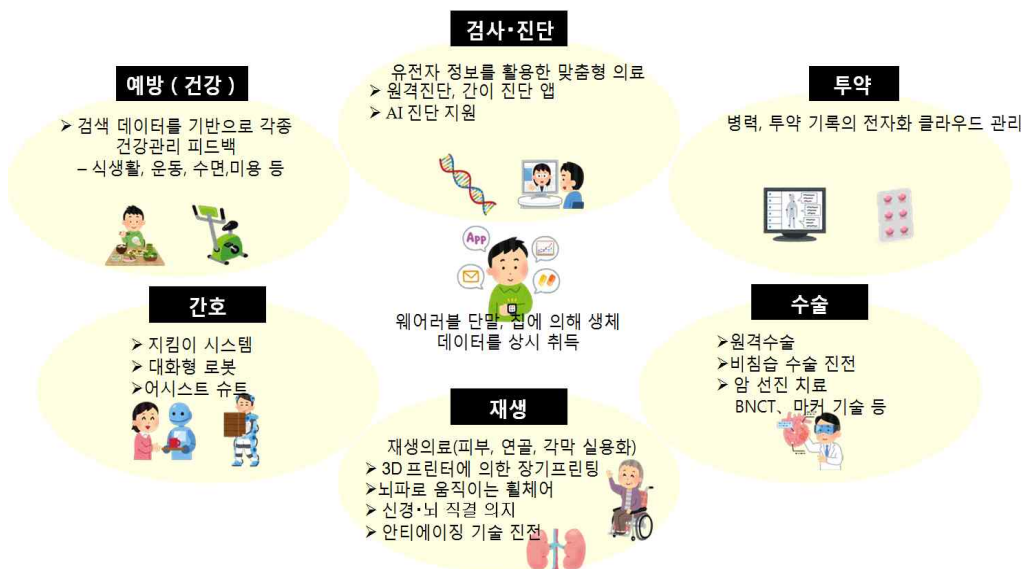 검사•진단
유전자 정보를 활용한 맞춤형 의료
➤ 원격진단, 간이 진단 앱
➤ AI 진단 지원
예방 ( 건강 )
➤ 검색 데이터를 기반으로 각종
건강관리 피드백
– 식생활, 운동, 수면,미용 등
투약
병력, 투약 기록의 전자화 클라우드 관리
App
웨어러블 단말, 칩에 의해 생체
데이터를 상시 취득
간호
➤ 지킴이 시스템
➤ 대화형 로봇
➤어시스트 슈트
수술
➤원격수술
➤비침습 수술 진전
➤ 암 선진 치료
BNCT、마커 기술 등
재생
재생의료(피부, 연골, 각막 실용화)
➤ 3D 프린터에 의한 장기프린팅
➤뇌파로 움직이는 휠체어
➤ 신경•뇌 직결 의지
➤ 안티에이징 기술 진전